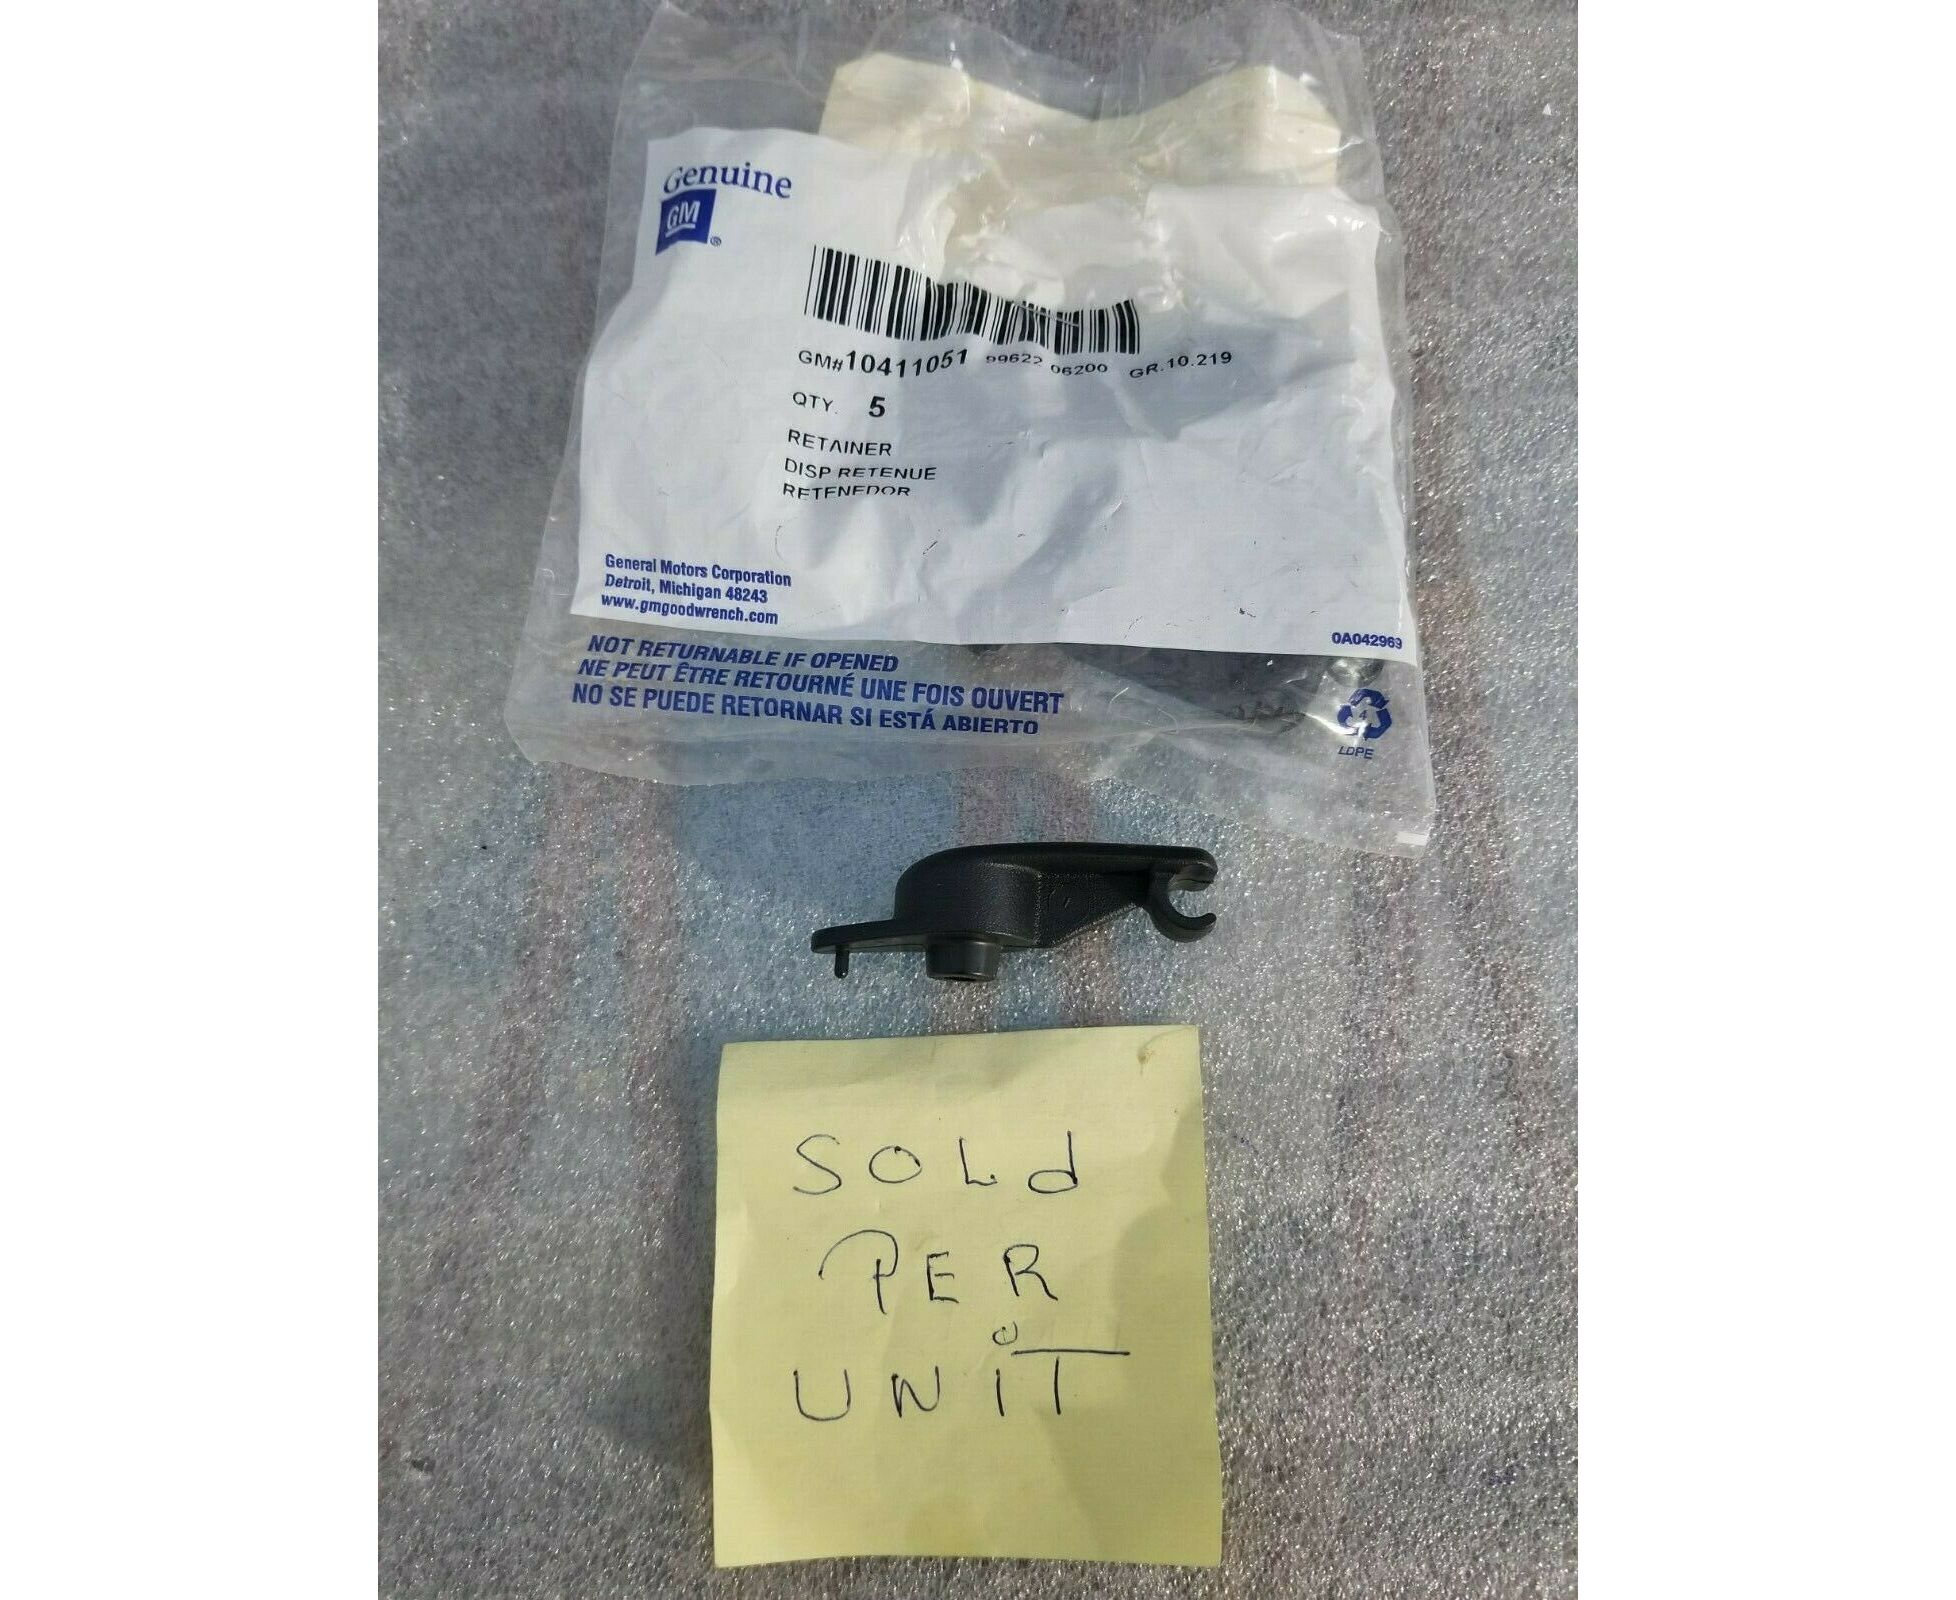 Genuine
GM
®
GM#10411051 99622 06200 GR.10.219
QTY. 5
RETAINER
DISP RETENUE
RETENEDOR
General Motors Corporation
Detroit, Michigan 48243
www.gmgoodwrench.com
0A042969
NOT RETURNABLE IF OPENED
NE PEUT ÊTRE RETOURNÉ UNE FOIS OUVERT
NO SE PUEDE RETORNAR SI ESTÁ ABIERTO
4
LDPE
SOLd
PER
UNiT